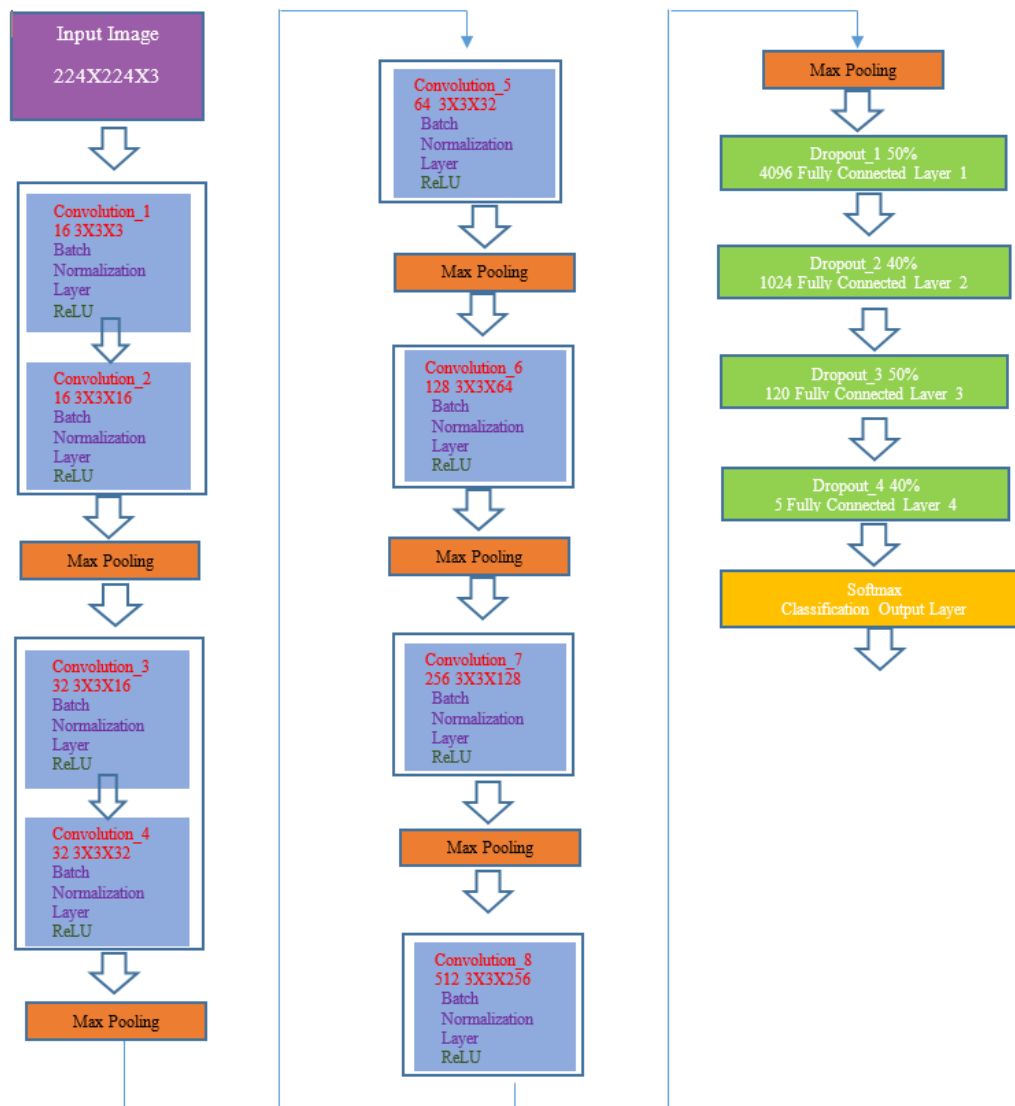 Input Image
224X224X3
Convolution_1
16 3X3X3
Batch
Normalization
Layer
ReLU
Convolution_2
16 3X3X16
Batch
Normalization
Layer
ReLU
Max Pooling
Convolution_3
32 3X3X16
Batch
Normalization
Layer
ReLU
Convolution_4
32 3X3X32
Batch
Normalization
Layer
ReLU
Max Pooling
Convolution_5
64 3X3X32
Batch
Normalization
Layer
ReLU
Max Pooling
Convolution_6
128 3X3X64
Batch
Normalization
Layer
ReLU
Max Pooling
Convolution_7
256 3X3X128
Batch
Normalization
Layer
ReLU
Max Pooling
Convolution_8
512 3X3X256
Batch
Normalization
Layer
ReLU
Max Pooling
Dropout_1 50%
4096 Fully Connected Layer 1
Dropout_2 40%
1024 Fully Connected Layer 2
Dropout_3 50%
120 Fully Connected Layer 3
Dropout_4 40%
5 Fully Connected Layer 4
Softmax
Classification Output Layer